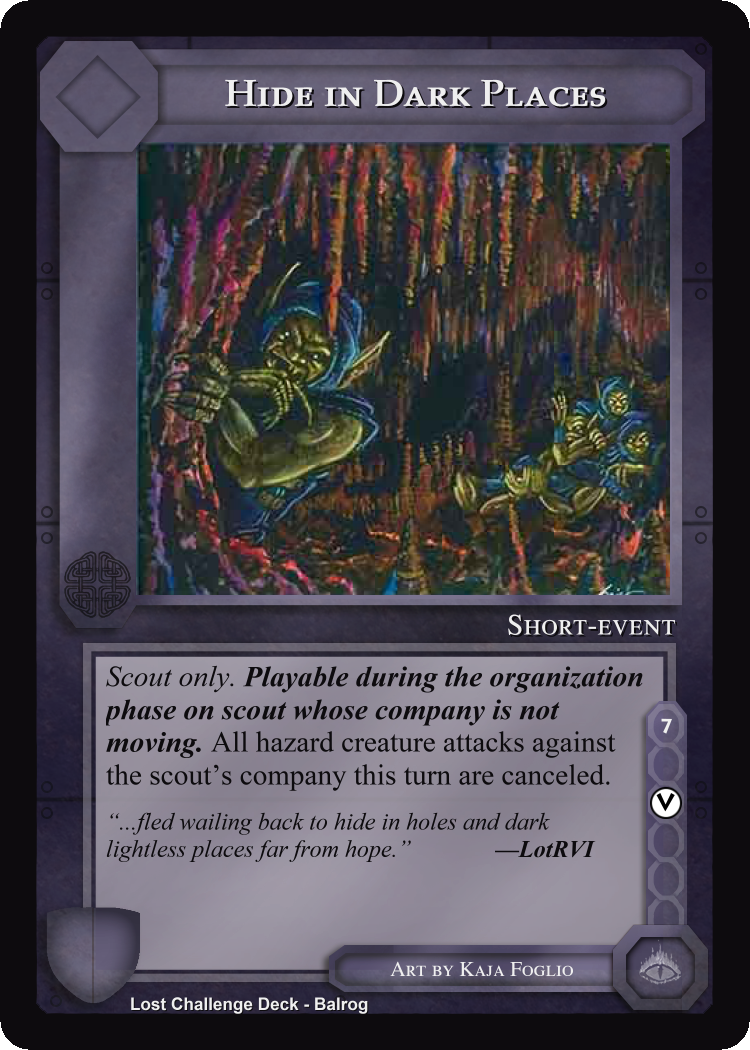 Hide in Dark Places
Short-event
Scout only. Playable during the organization
phase on scout whose company is not
moving. All hazard creature attacks against
the scout's company this turn are canceled.
7
V
“...fled wailing back to hide in holes and dark
lightless places far from hope.” —LotRVI
Art by Kaja Foglio
Lost Challenge Deck - Balrog